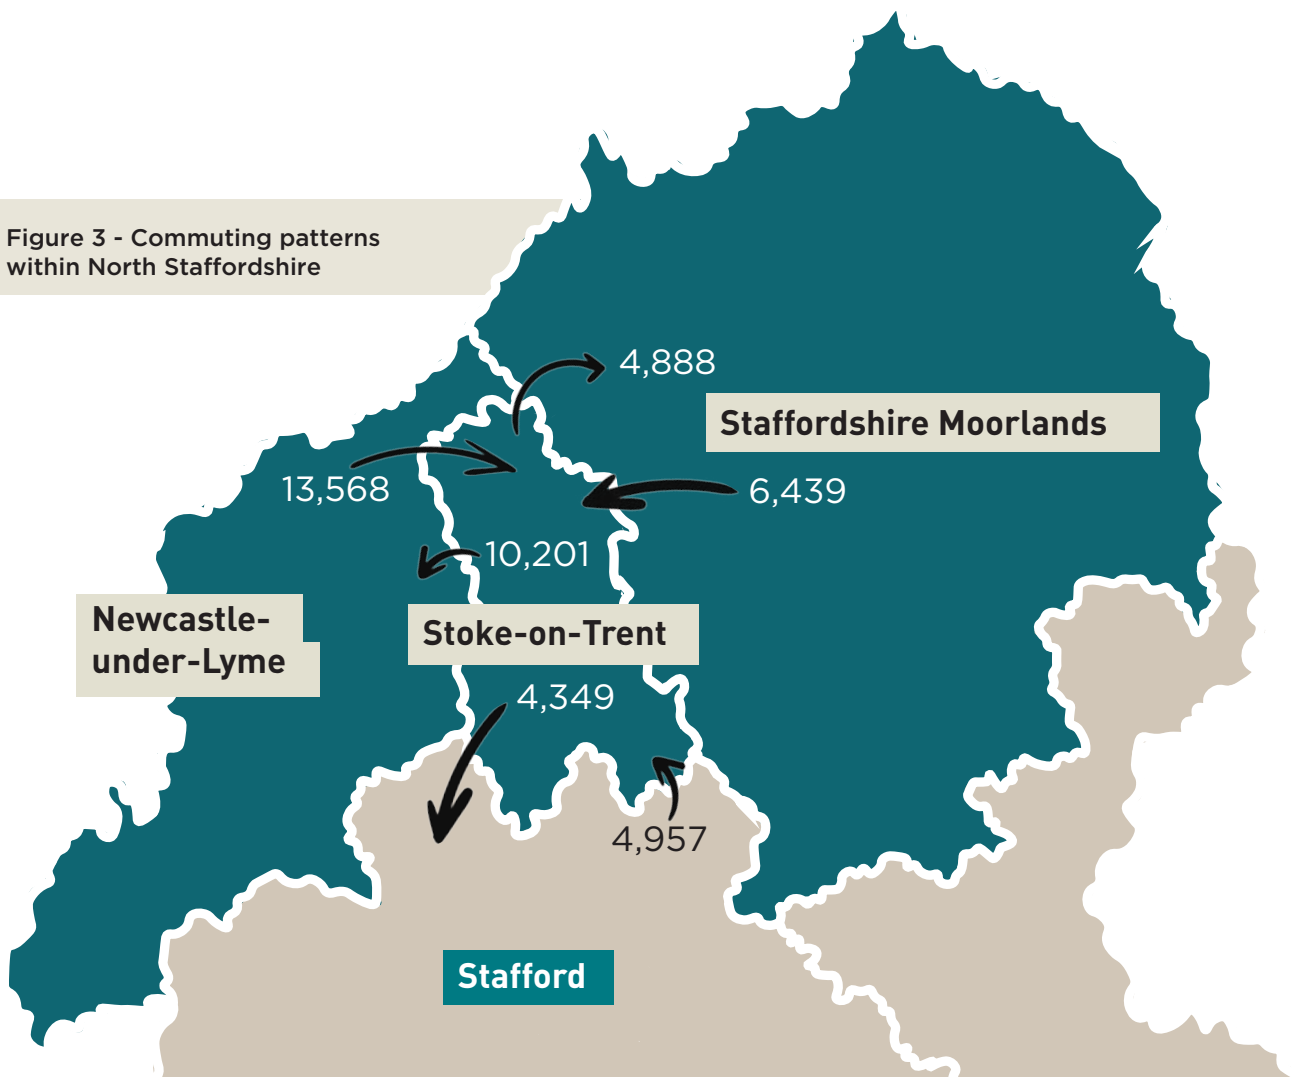 Figure 3 - Commuting patterns
within North Staffordshire
4,888
Staffordshire Moorlands
13,568
6,439
10,201
Newcastle-
under-Lyme
Stoke-on-Trent
4,349
4,957
Stafford